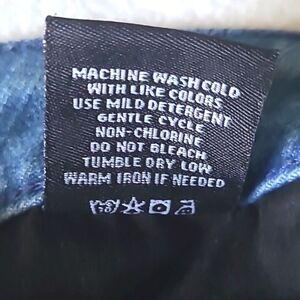 MACHINE WASH COLD
WITH LIKE COLORS
USE MILD DETERGENT
GENTLE CYCLE
NON-CHLORINE
DO NOT BLEACH
TUMBLE DRY LOW
WARM IRON IF NEEDED